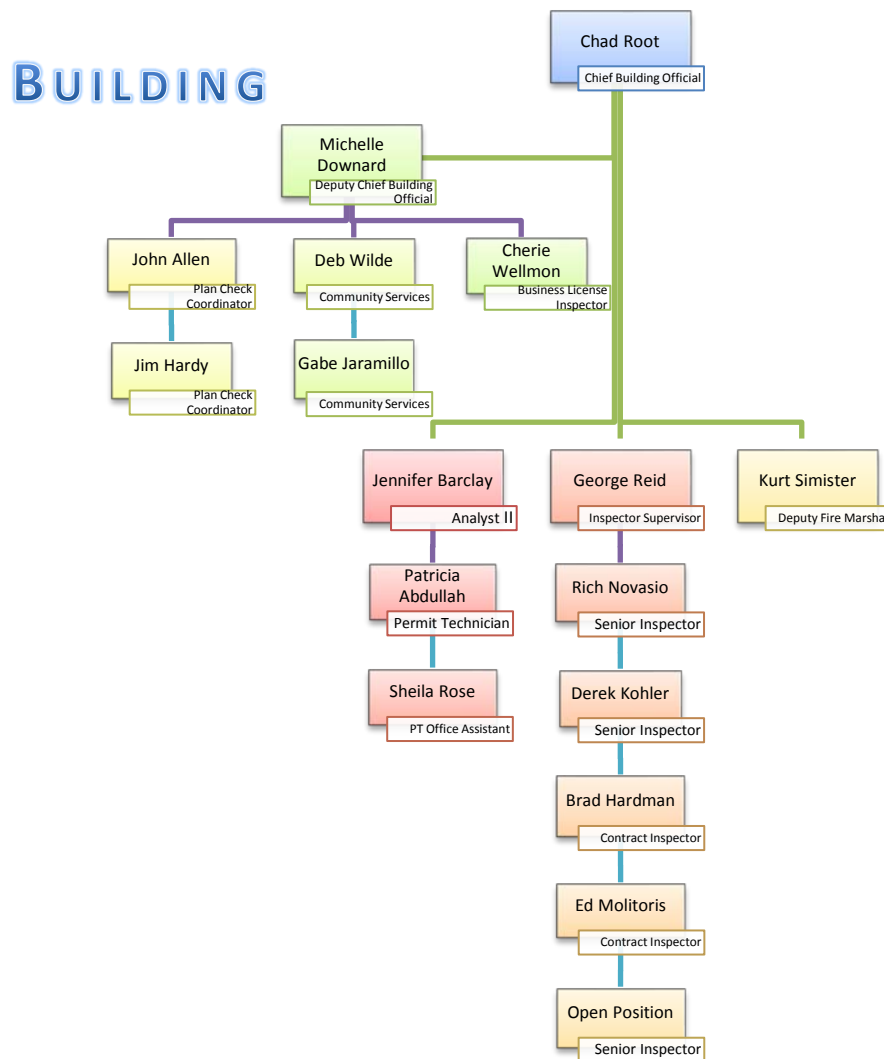 Chad Root
Chief Building Official
BUILDING
Michelle
Downard
Deputy Chief Building
Official
John Allen
Plan Check
Coordinator
Deb Wilde
Community Services
Cherie
Wellmon
Business License
Inspector
Jim Hardy
Plan Check
Coordinator
Gabe Jaramillo
Community Services
Jennifer Barclay
Analyst II
George Reid
Inspector Supervisor
Kurt Simister
Deputy Fire Marsha
Patricia
Abdullah
Permit Technician
Rich Novasio
Senior Inspector
Sheila Rose
PT Office Assistant
Derek Kohler
Senior Inspector
Brad Hardman
Contract Inspector
Ed Molitoris
Contract Inspector
Open Position
Senior Inspector